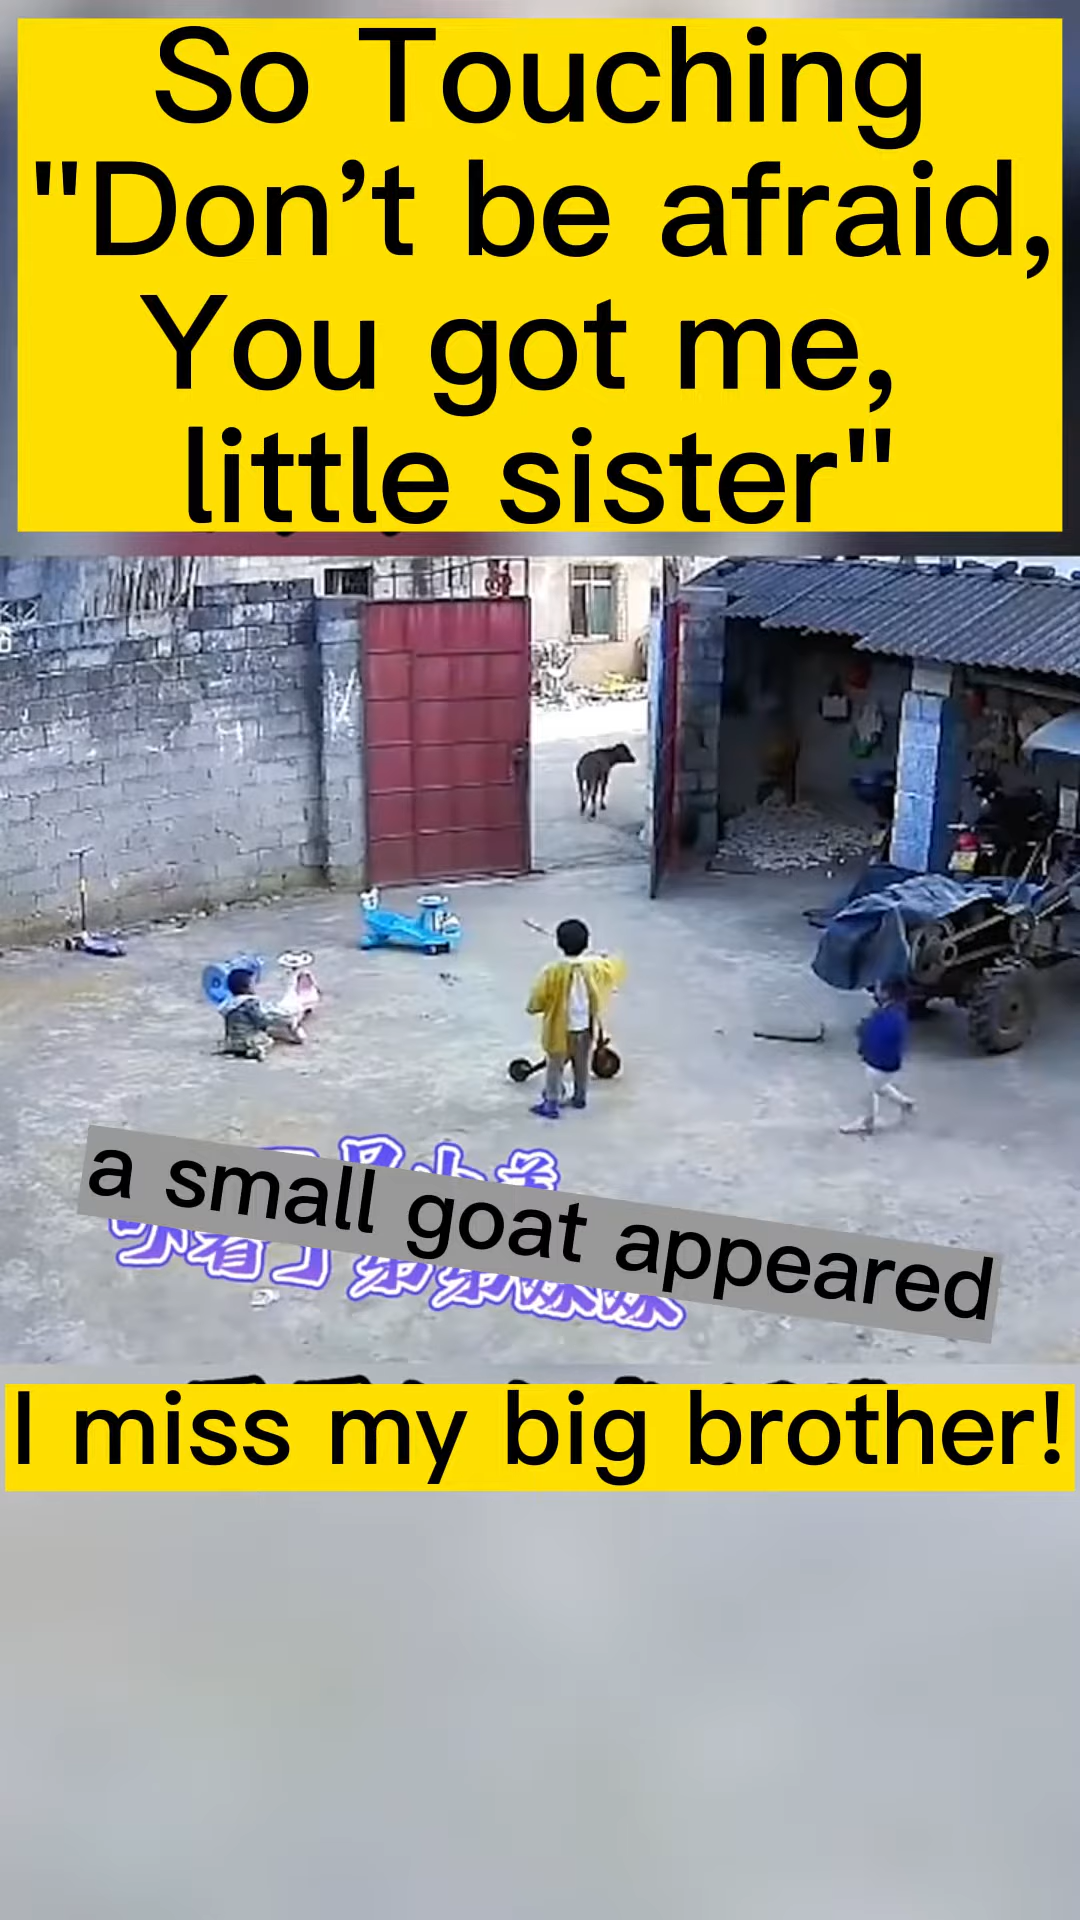 So Touching
"Don’t be afraid,
You got me,
little sister"
a small goat appeared
I miss my big brother!